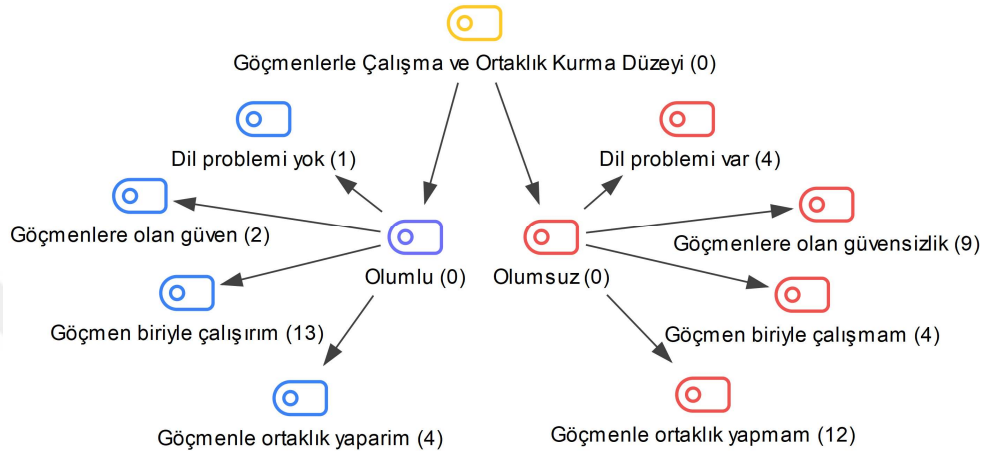 Göçmenlerle Çalışma ve Ortaklık Kurma Düzeyi (0)
Dil problemi yok (1)
Dil problemi var (4)
Göçmenlere olan güven (2)
Göçmenlere olan güvensizlik (9)
Olumlu (0)
Olumsuz (0)
Göçmen biriyle çalışırım (13)
Göçmen biriyle çalışmam (4)
Göçmenle ortaklık yaparim (4)
Göçmenle ortaklık yapmam (12)